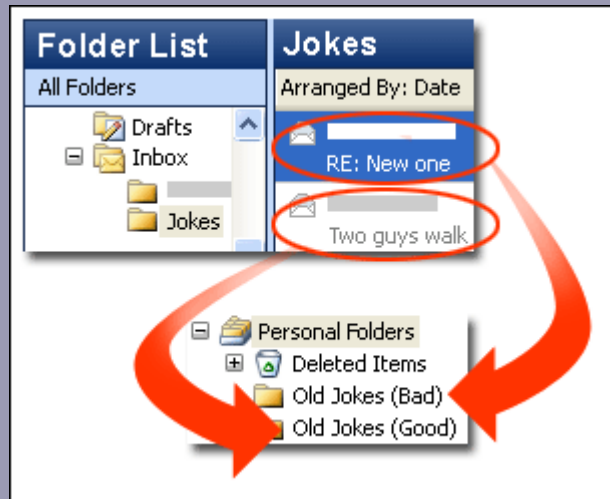 Folder List
All Folders
Drafts
Inbox
Jokes
Jokes
Arranged By: Date
RE: New one
Two guys walk
Personal Folders
Deleted Items
Old Jokes (Bad)
Old Jokes (Good)